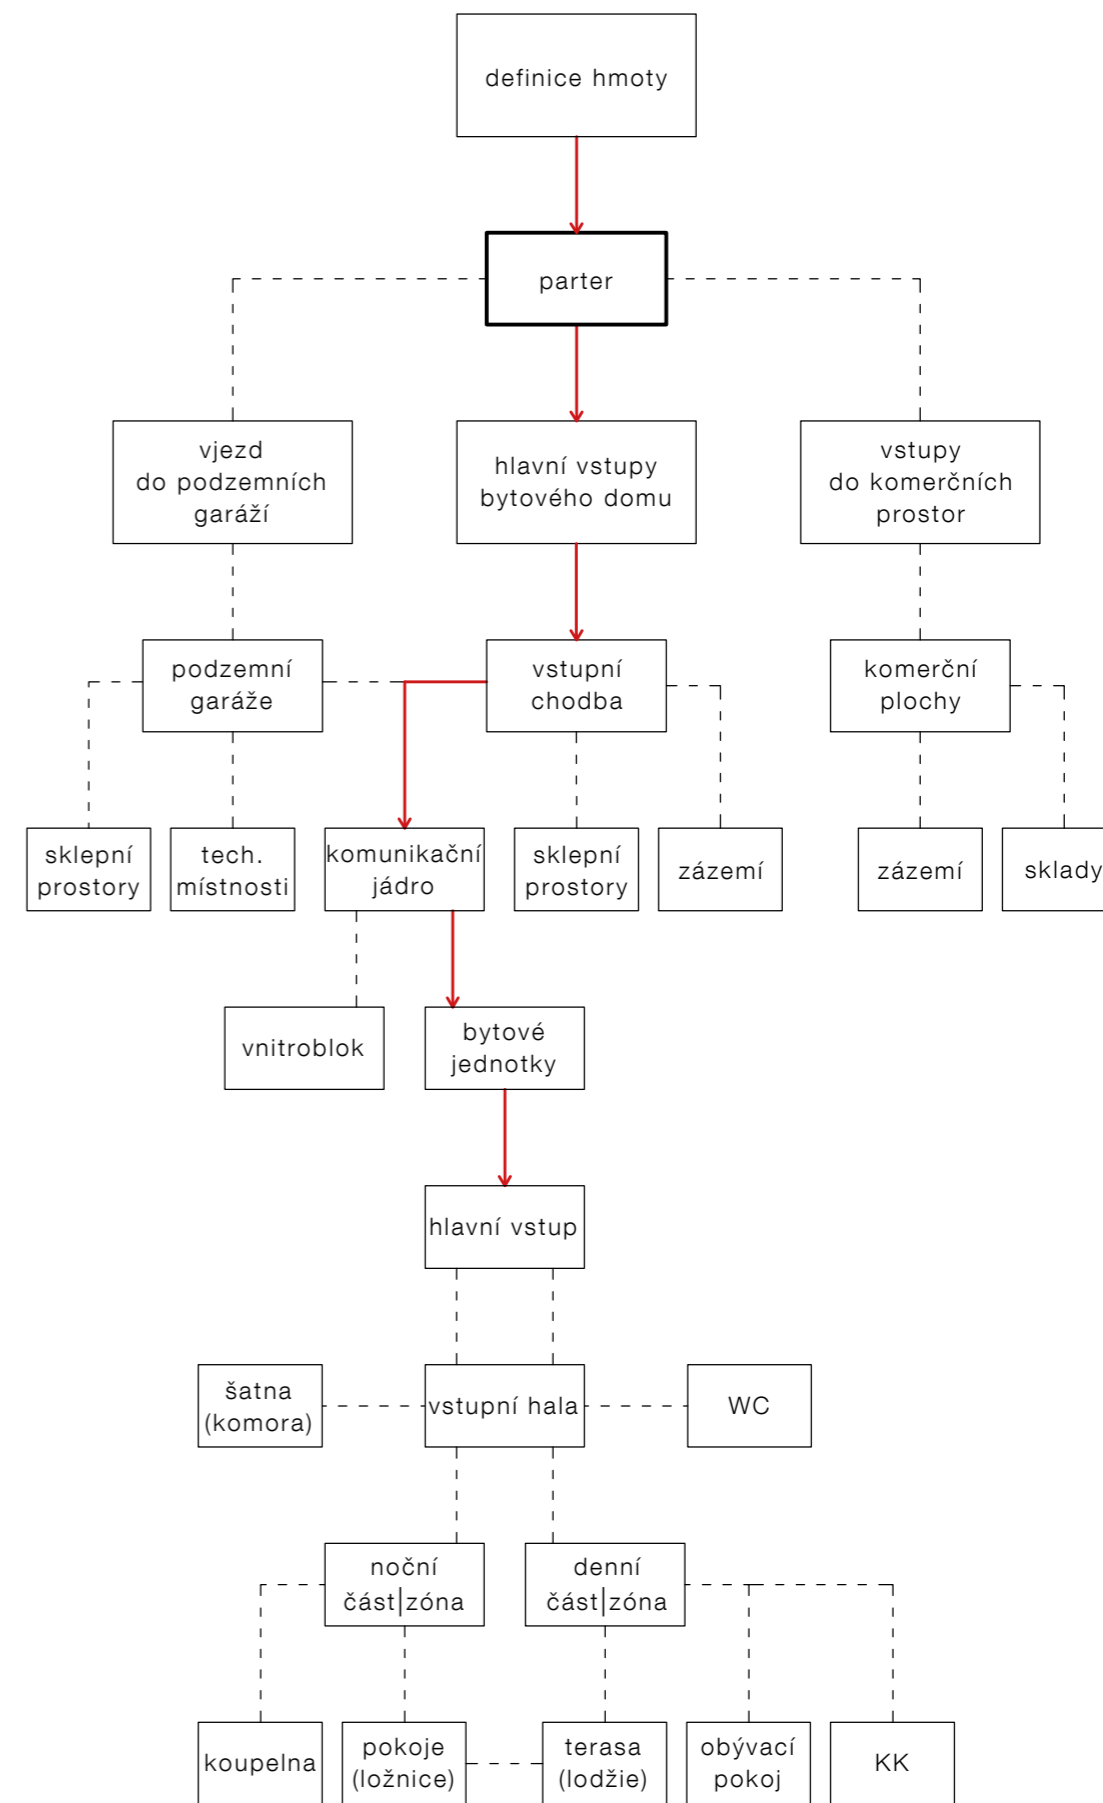 definice hmoty
parter
vjezd
do podzemních
garáží
hlavní vstupy
bytového domu
vstupy
do komerčních
prostor
podzemní
garáže
vstupní
chodba
komerční
plochy
sklepní
prostory
tech.
místnosti
komunikační
jádro
sklepní
prostory
zázemí
zázemí
sklady
vnitroblok
bytové
jednotky
hlavní vstup
šatna
(komora)
vstupní hala
WC
noční
část|zóna
denní
část|zóna
koupelna
pokoje
(ložnice)
terasa
(lodžie)
obývací
pokoj
KK